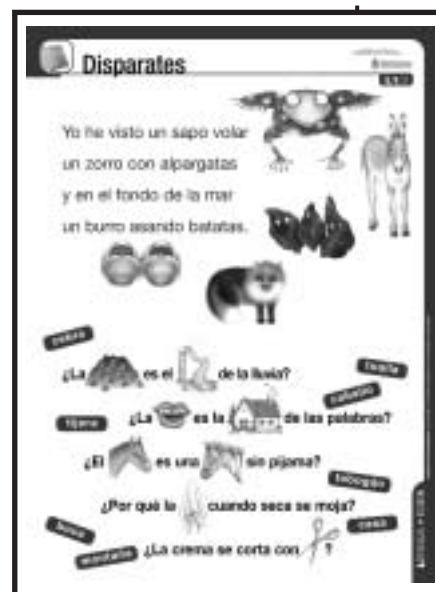 Disparates
Yo he visto un sapo volar
un zorro con alpargatas
y en el fondo de la mar
un burro asando batatas.
¿La es el de la lluvia?
toalla
caballo
tijera
¿La es la de las palabras?
¿El es una sin pijama?
tobogán
¿Por qué la cuando seca se moja?
boca
casa
montaña
¿La crema se corta con ?